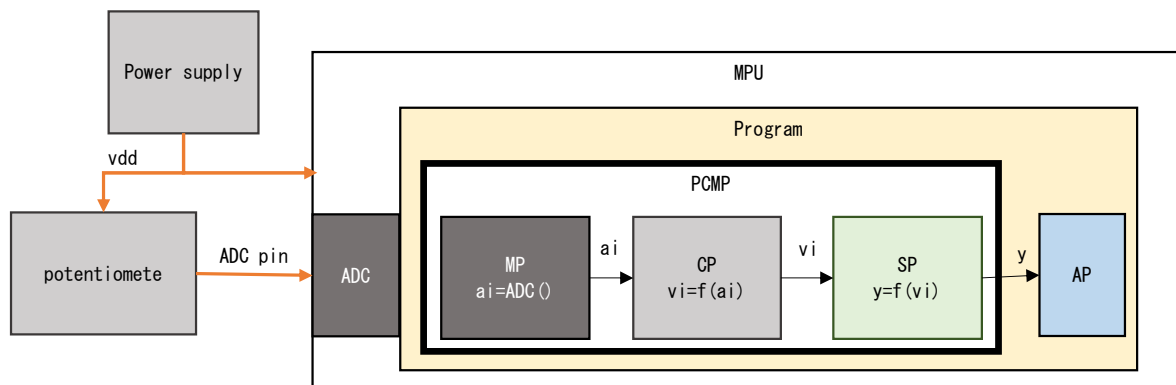 Power supply
MPU
vdd
Program
PCMP
potentiomete
ADC pin
ADC
MP
ai=ADC()
ai
CP
vi=f(ai)
vi
SP
y=f(vi)
y
AP